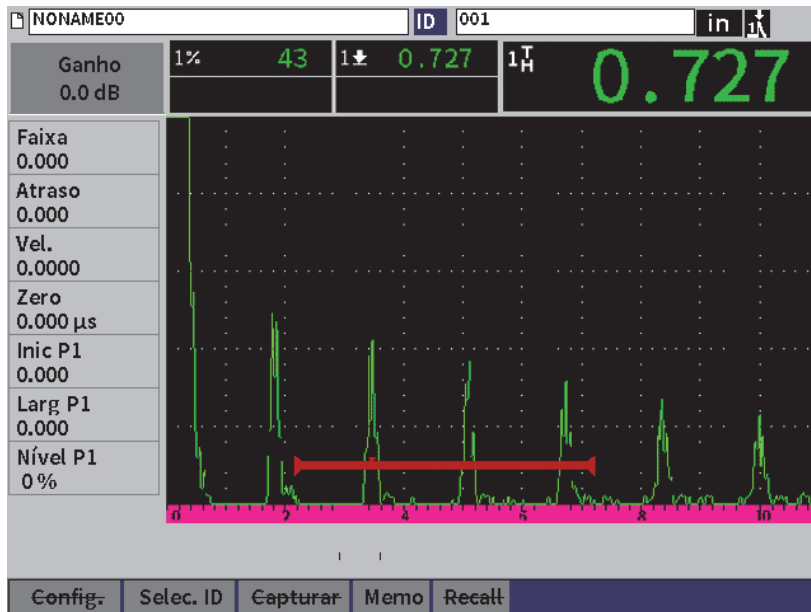 NONAME00 ID 001 in
Ganho
0.0 dB
1% 43
1 0.727
1 T H 0.727
Faixa
0.000
Atraso
0.000
Vel.
0.0000
Zero
0.000 µs
Inic P1
0.000
Larg P1
0.000
Nível P1
0%
0 2 4 6 8 10
Config. Selec. ID Capturar Memo Recall